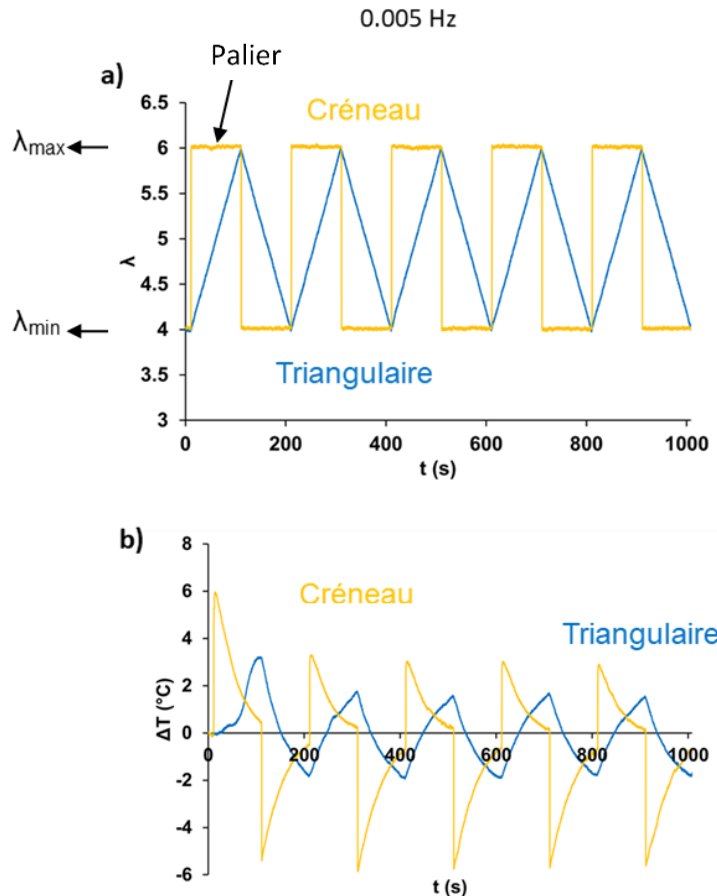 0.005 Hz
Palier
a)
6.5
Créneau
λmax
6
5.5
5
λ
4.5
λmin
4
Triangulaire
3.5
3
0
200
400
600
800
1000
t (s)
b)
8
6
Créneau
4
Triangulaire
2
ΔT (°C)
0
0
200
400
600
800
1000
-2
-4
-6
t (s)